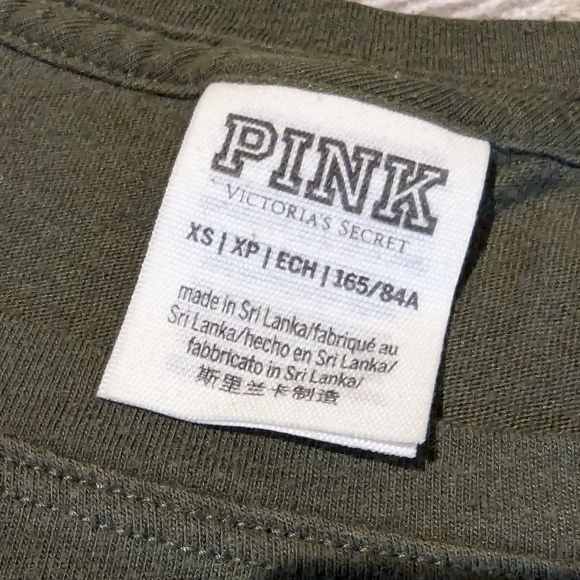 PINK
VICTORIA'S SECRET
XS | XP | ECH | 165/84A
made in Sri Lanka/fabriqué au
Sri Lanka/hecho en Sri Lanka/
fabbricato in Sri Lanka/
斯里兰卡制造